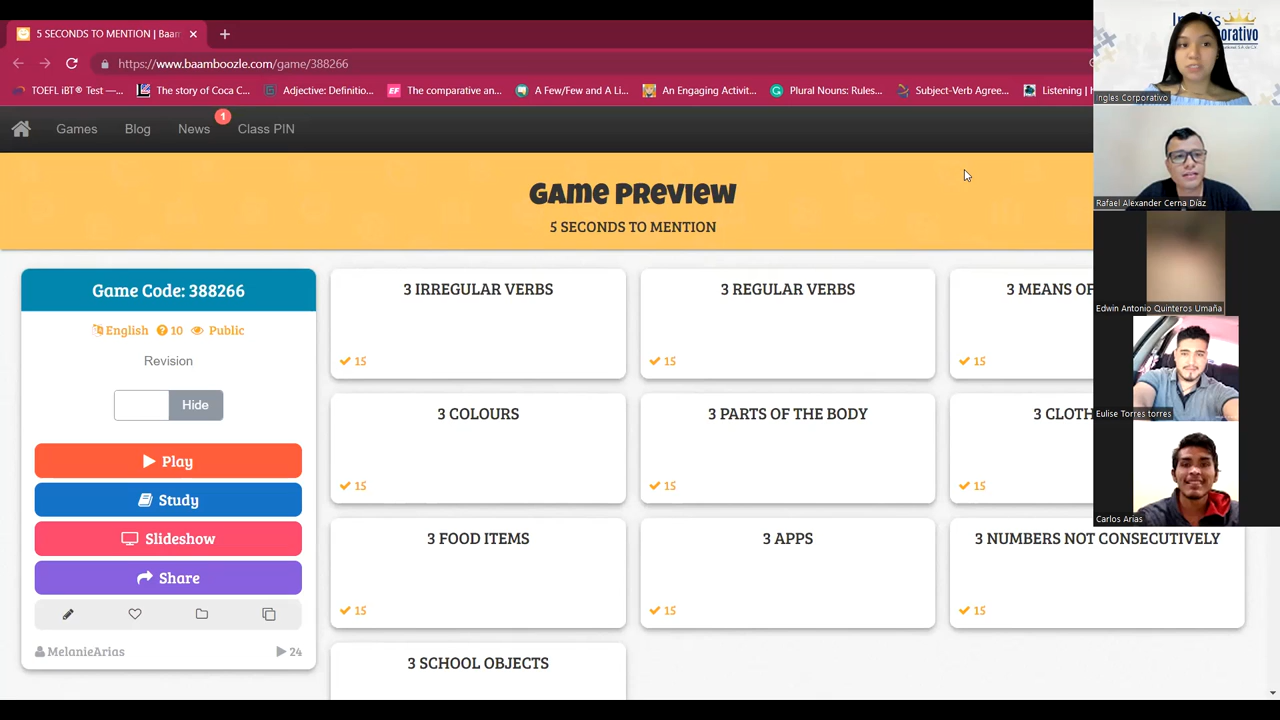 5 SECONDS TO MENTION | Baam
https://www.baamboozle.com/game/388266
TOEFL iBT® Test —...
The story of Coca C...
Adjective: Definitio...
The comparative an...
A Few/Few and A Li...
An Engaging Activit...
Plural Nouns: Rules...
Subject-Verb Agree...
Listening |
Games
Blog
News
1
Class PIN
Game Preview
5 SECONDS TO MENTION
Game Code: 388266
English 10 Public
Revision
Hide
Play
Study
Slideshow
Share
MelanieArias
24
3 IRREGULAR VERBS
15
3 REGULAR VERBS
15
3 MEANS OF
15
3 COLOURS
15
3 PARTS OF THE BODY
15
3 CLOTH
15
3 FOOD ITEMS
15
3 APPS
15
3 NUMBERS NOT CONSECUTIVELY
15
3 SCHOOL OBJECTS
Ingles Corporativo
Rafael Alexander Cerna Díaz
Edwin Antonio Quinteros Umaña
Eulise Torres torres
Carlos Arias